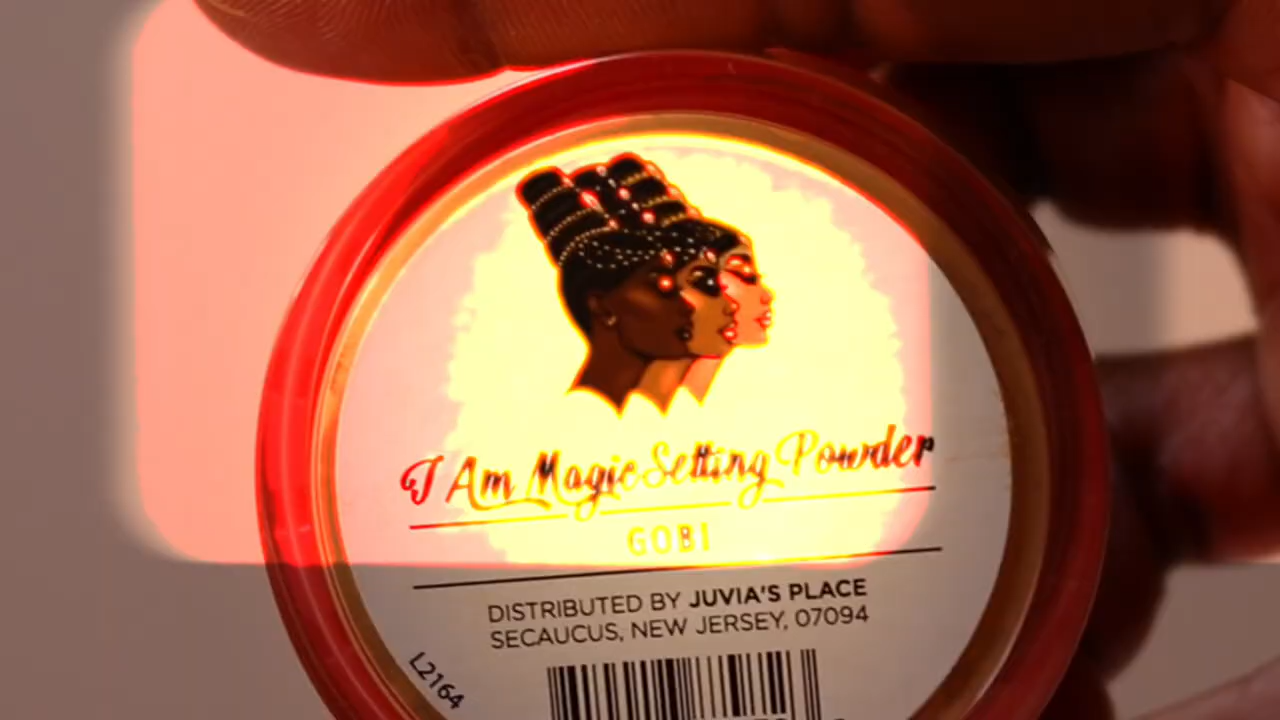 I Am Magic Setting Powder
GOBI
DISTRIBUTED BY JUVIA'S PLACE
SECAUCUS, NEW JERSEY, 07094
L2164